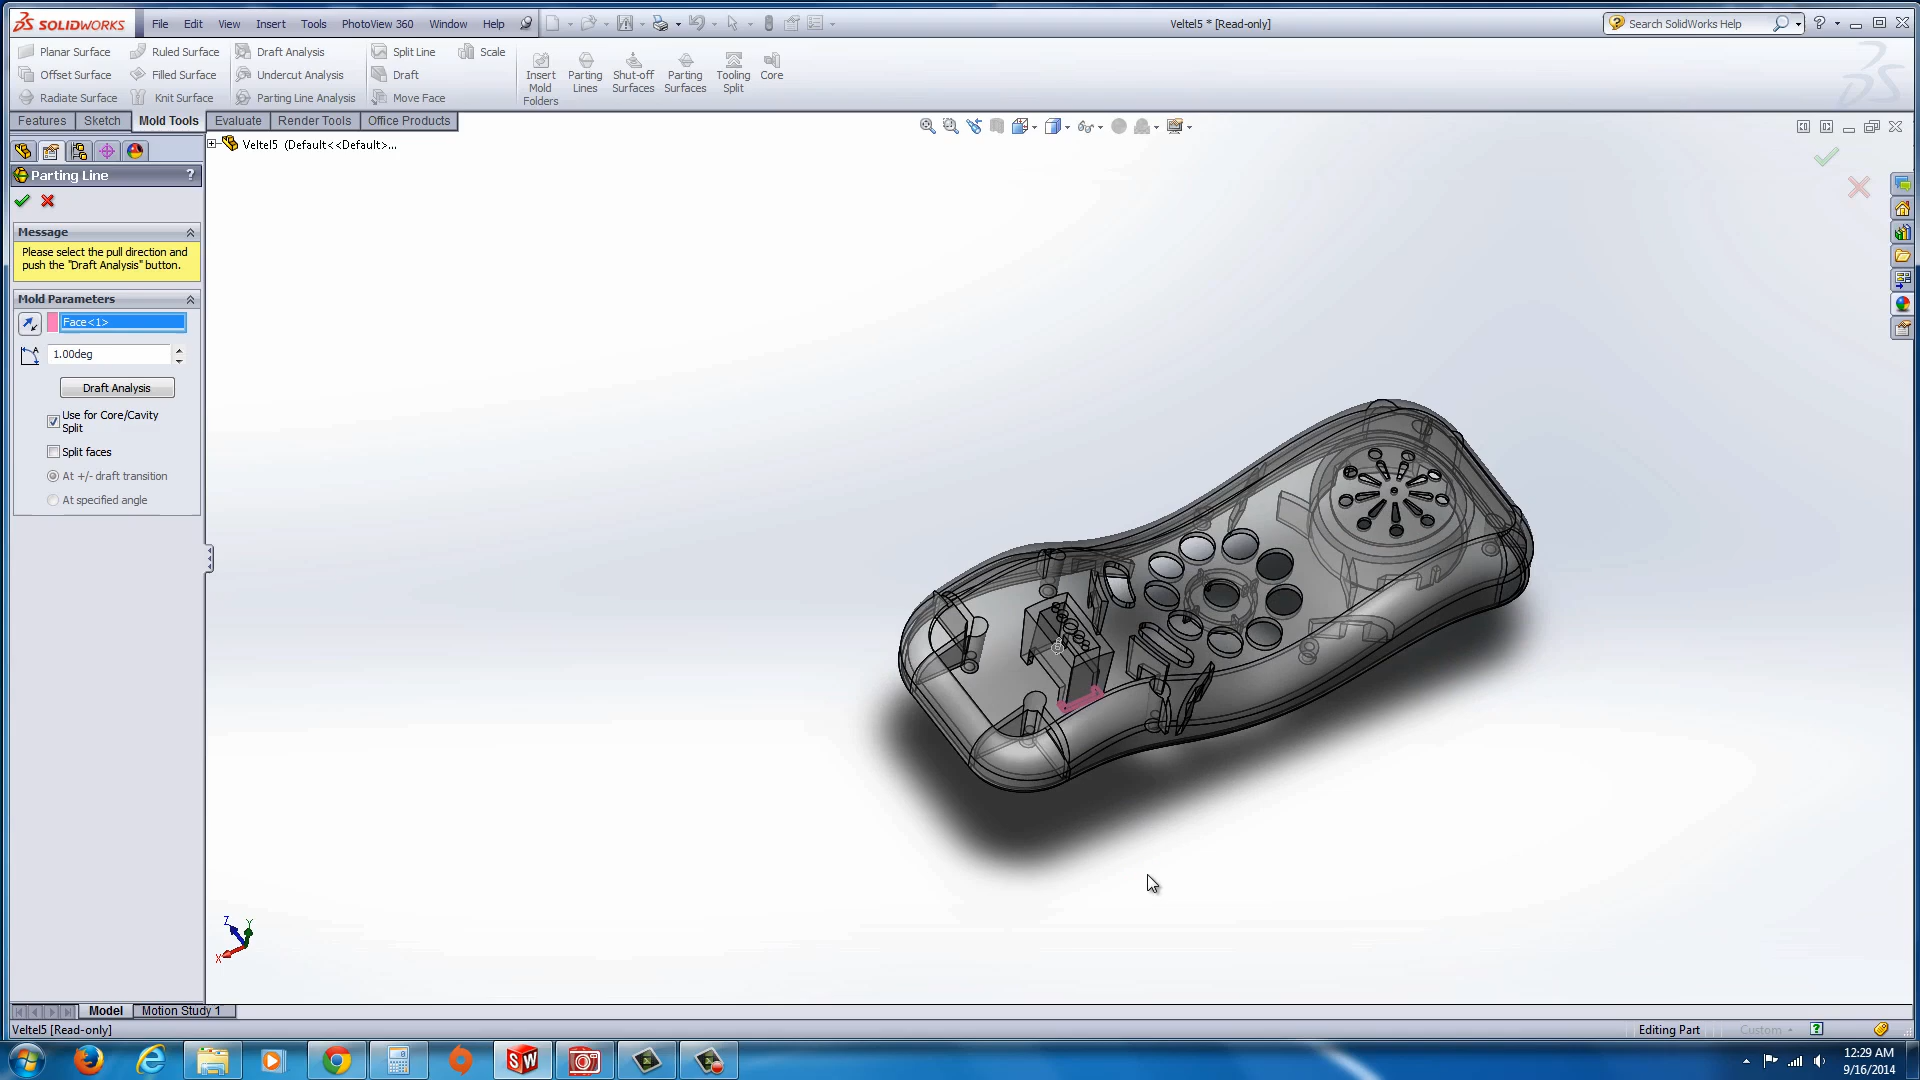 SOLIDWORKS File Edit View Insert Tools PhotoView 360 Window Help Veltel5 * [Read-only] Search SolidWorks Help
Planar Surface Ruled Surface Draft Analysis Split Line Scale
Offset Surface Filled Surface Undercut Analysis Draft
Radiate Surface Knit Surface Parting Line Analysis Move Face
Insert Mold Folders
Parting Lines
Shut-off Surfaces
Parting Surfaces
Tooling Split
Core
Features Sketch Mold Tools Evaluate Render Tools Office Products
Veltel5 (Default<<Default>...
Parting Line ?
Message
Please select the pull direction and
push the "Draft Analysis" button.
Mold Parameters
Face<1>
1.00deg
Draft Analysis
Use for Core/Cavity
Split
Split faces
At +/- draft transition
At specified angle
Z Y
X
Model Motion Study 1
Veltel5 [Read-only] Editing Part Custom
12:29 AM
9/16/2014